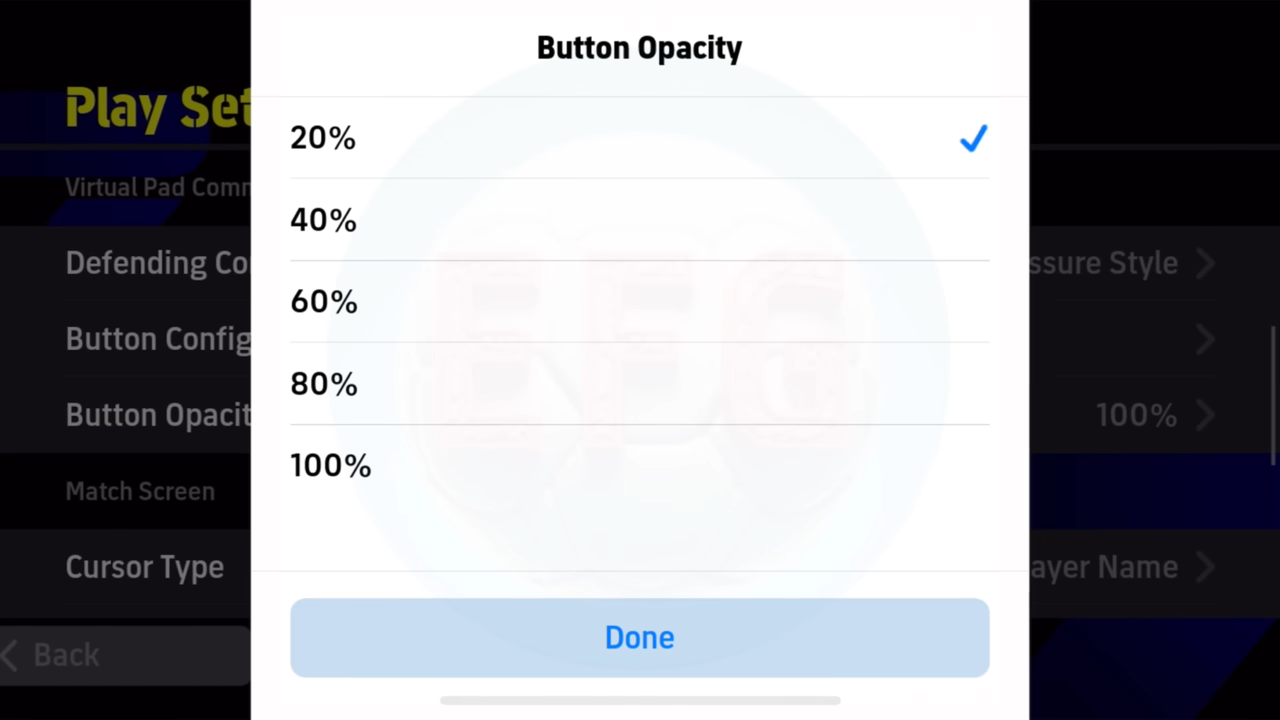 Button Opacity
Play Set
20%
Virtual Pad Comm
40%
Defending Co
ssure Style
60%
Button Config
80%
Button Opacit
100%
100%
Match Screen
Cursor Type
ayer Name
Done
Back